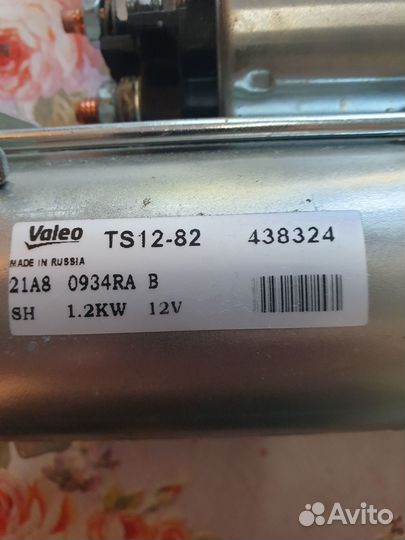 Valeo TS12-82 438324
MADE IN RUSSIA
21A8 0934RA B
SH 1.2KW 12V
Avito